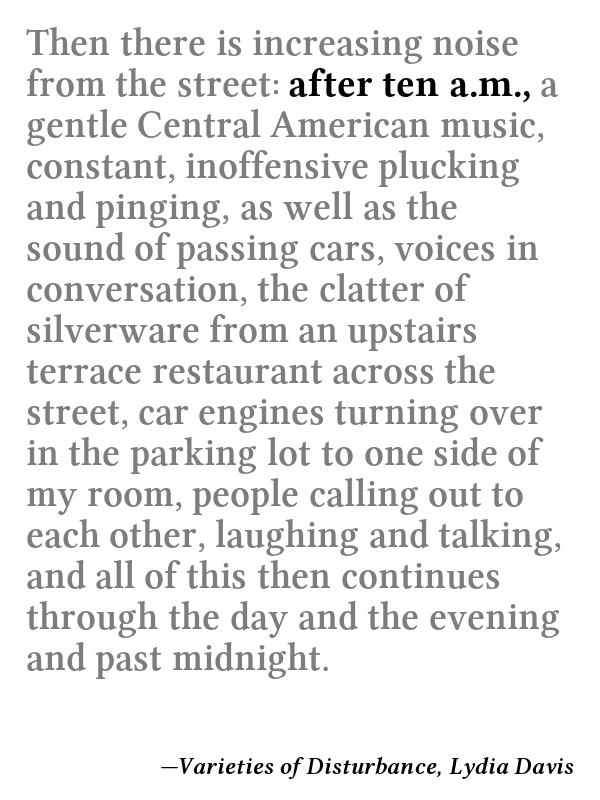 Then there is increasing noise
from the street: after ten a.m., a
gentle Central American music,
constant, inoffensive plucking
and pinging, as well as the
sound of passing cars, voices in
conversation, the clatter of
silverware from an upstairs
terrace restaurant across the
street, car engines turning over
in the parking lot to one side of
my room, people calling out to
each other, laughing and talking,
and all of this then continues
through the day and the evening
and past midnight.
—Varieties of Disturbance, Lydia Davis